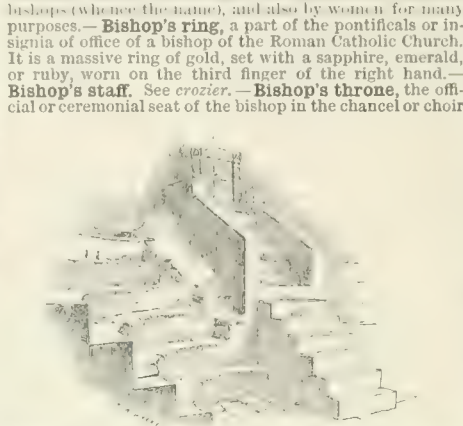 bishops (whence the name), and also by women for many
purposes.—Bishop's ring, a part of the pontificals or in-
signia of office of a bishop of the Roman Catholic Church.
It is a massive ring of gold, set with a sapphire, emerald,
or ruby, worn on the third finger of the right hand.—
Bishop's staff. See crozier.—Bishop's throne, the offi-
cial or ceremonial seat of the bishop in the chancel or choir